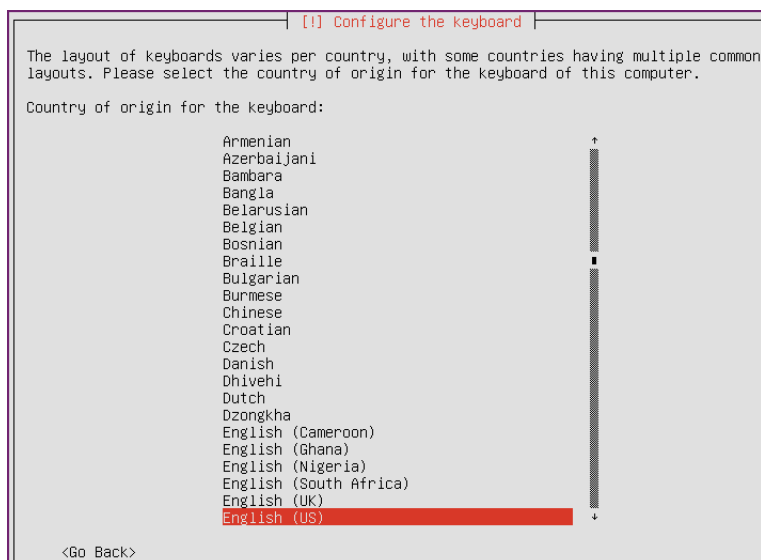 [!] Configure the keyboard
The layout of keyboards varies per country, with some countries having multiple common
layouts. Please select the country of origin for the keyboard of this computer.
Country of origin for the keyboard:
Armenian
Azerbaijani
Bambara
Bangla
Belarusian
Belgian
Bosnian
Braille
Bulgarian
Burmese
Chinese
Croatian
Czech
Danish
Dhivehi
Dutch
Dzongkha
English (Cameroon)
English (Ghana)
English (Nigeria)
English (South Africa)
English (UK)
English (US)
<Go Back>